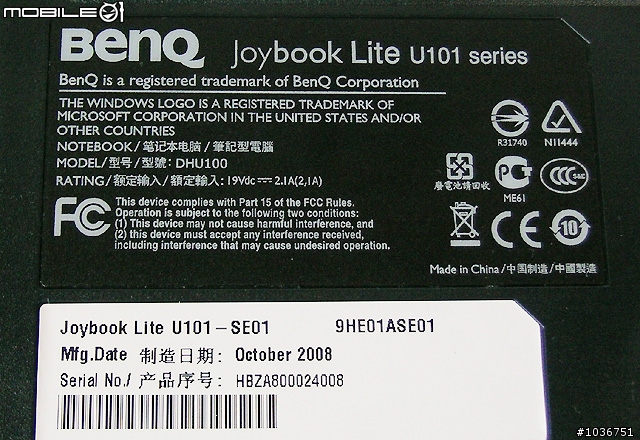 MOBILE01
BENQ Joybook Lite U101 series
BenQ is a registered trademark of BenQ Corporation
THE WINDOWS LOGO IS A REGISTERED TRADEMARK OF
MICROSOFT CORPORATION IN THE UNITED STATES AND/OR
OTHER COUNTRIES
NOTEBOOK/笔记本电脑/筆記型電腦
MODEL/型号/型號: DHU100
RATING/额定输入/額定輸入: 19Vdc⎓2.1A(2,1A)
R31740
N11444
廢電池請回收
ME61
CCC S&E
FC
This device complies with Part 15 of the FCC Rules.
Operation is subject to the following two conditions:
(1) This device may not cause harmful interference, and
(2) this device must accept any interference received,
including interference that may cause undesired operation.
CE
10
Made in China/中国制造/中國製造
Joybook Lite U101-SE01 9HE01ASE01
Mfg.Date 制造日期: October 2008
Serial No./产品序号: HBZA800024008
#1036751